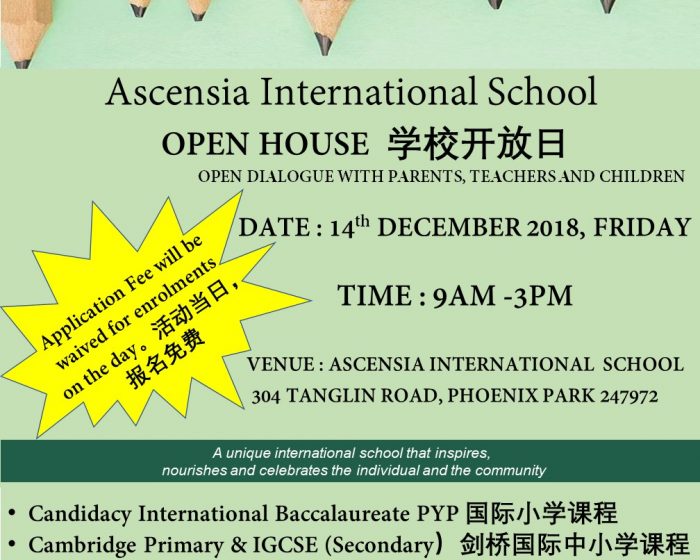 Ascensia International School
OPEN HOUSE 学校开放日
OPEN DIALOGUE WITH PARENTS, TEACHERS AND CHILDREN
DATE : 14th DECEMBER 2018, FRIDAY
Application Fee will be
waived for enrolments
on the day。活动当日，
报名免费
TIME : 9AM -3PM
VENUE : ASCENSIA INTERNATIONAL SCHOOL
304 TANGLIN ROAD, PHOENIX PARK 247972
A unique international school that inspires,
nourishes and celebrates the individual and the community
• Candidacy International Baccalaureate PYP 国际小学课程
• Cambridge Primary & IGCSE (Secondary）剑桥国际中小学课程